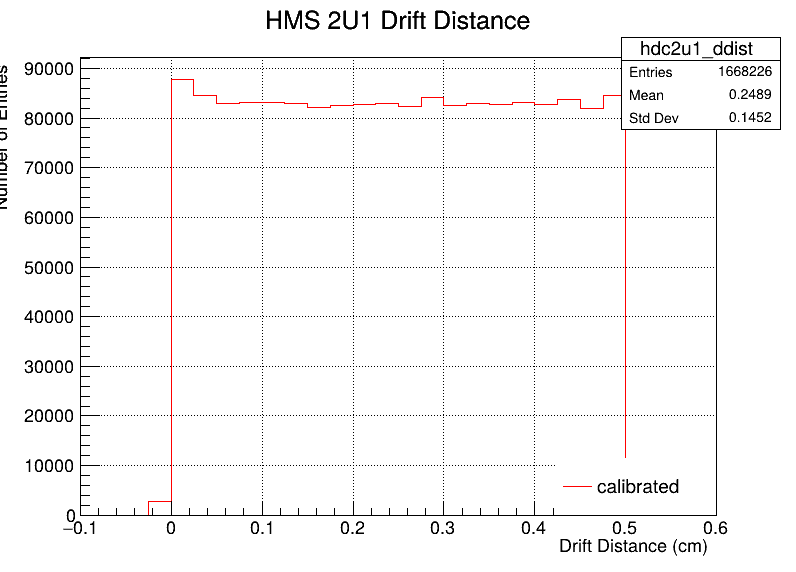 HMS 2U1 Drift Distance
hdc2u1_ddist
Entries 1668226
Mean 0.2489
Std Dev 0.1452
Number of Entries
90000
80000
70000
60000
50000
40000
30000
20000
10000
0
calibrated
−0.1 0 0.1 0.2 0.3 0.4 0.5 0.6
Drift Distance (cm)